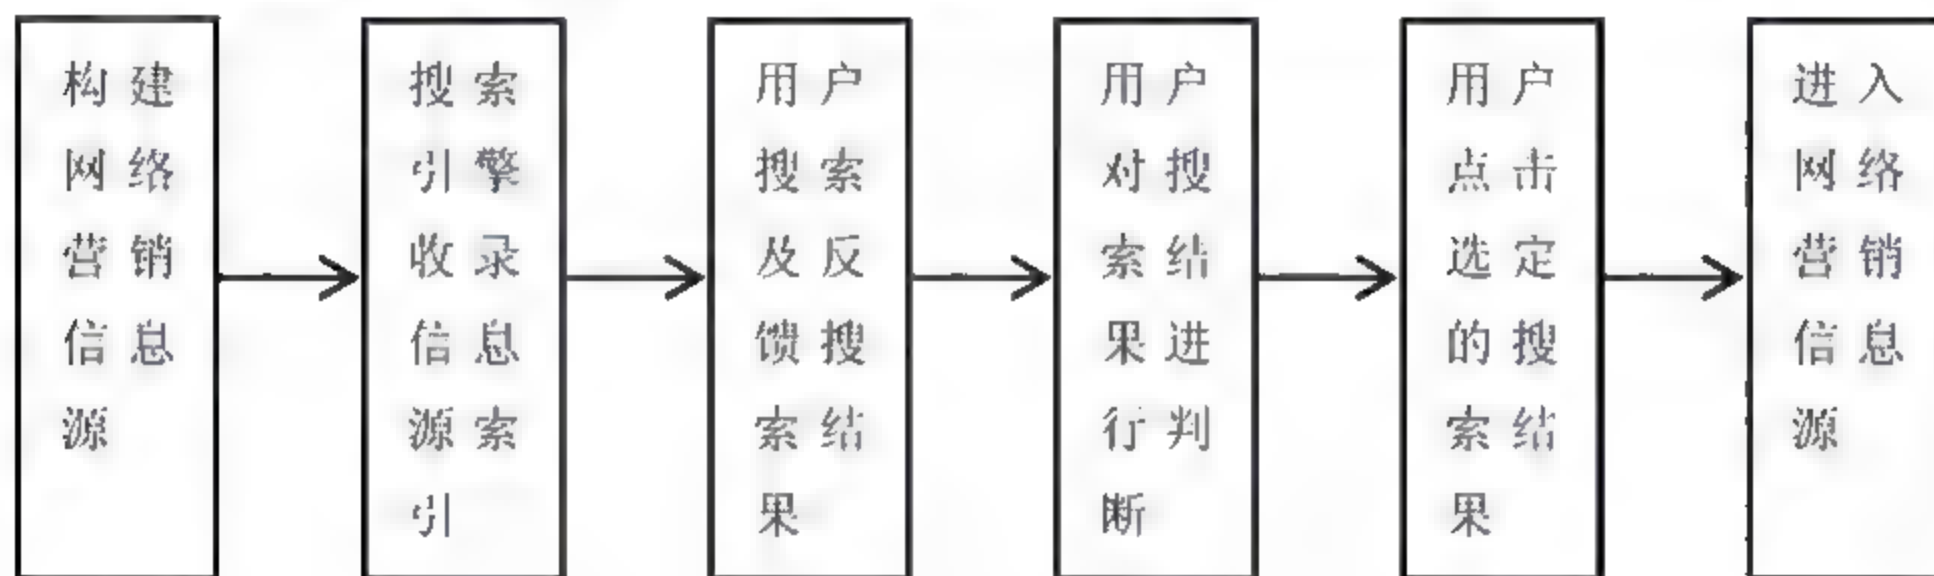 构建
网络
营销
信息
源
搜索
引擎
收录
信息
源索
引
用户
搜索
及反
馈搜
索结
果
用户
对搜
索结
果进
行判
断
用户
点击
选定
的搜
索结
果
进入
网络
营销
信息
源